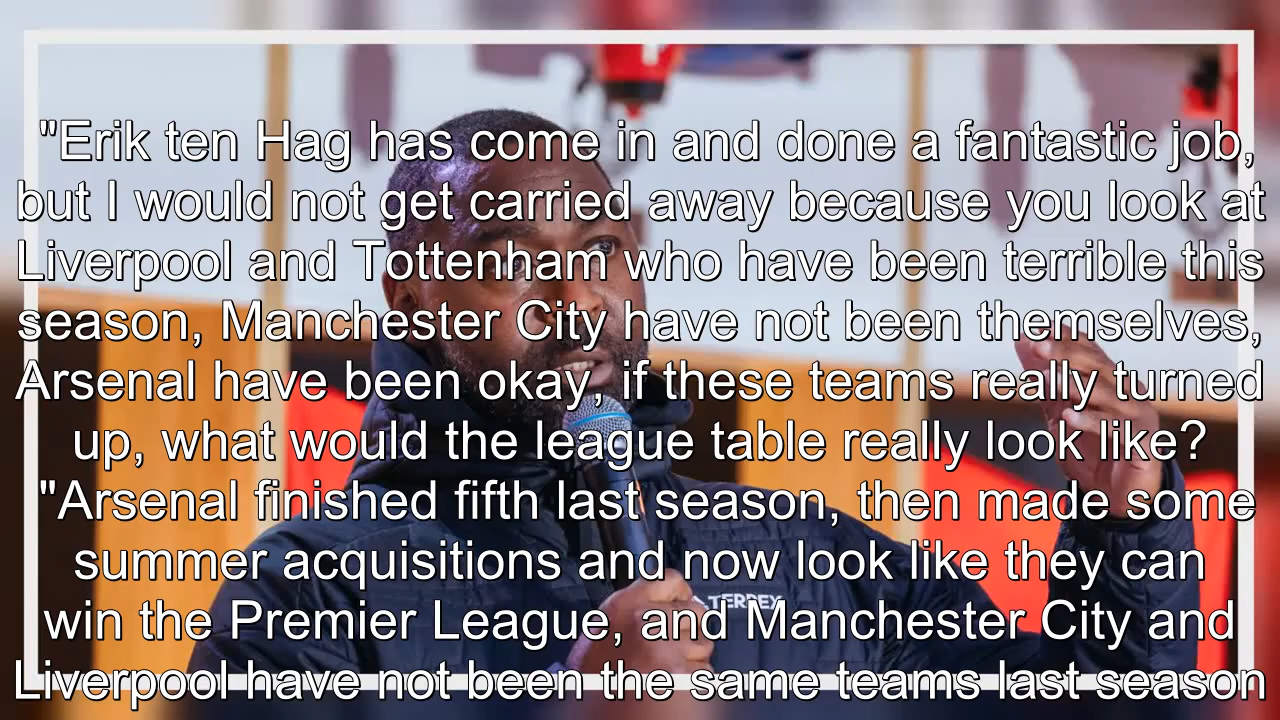 "Erik ten Hag has come in and done a fantastic job,
but I would not get carried away because you look at
Liverpool and Tottenham who have been terrible this
season, Manchester City have not been themselves,
Arsenal have been okay, if these teams really turned
up, what would the league table really look like?
"Arsenal finished fifth last season, then made some
summer acquisitions and now look like they can
TERREX
win the Premier League, and Manchester City and
Liverpool have not been the same teams last season